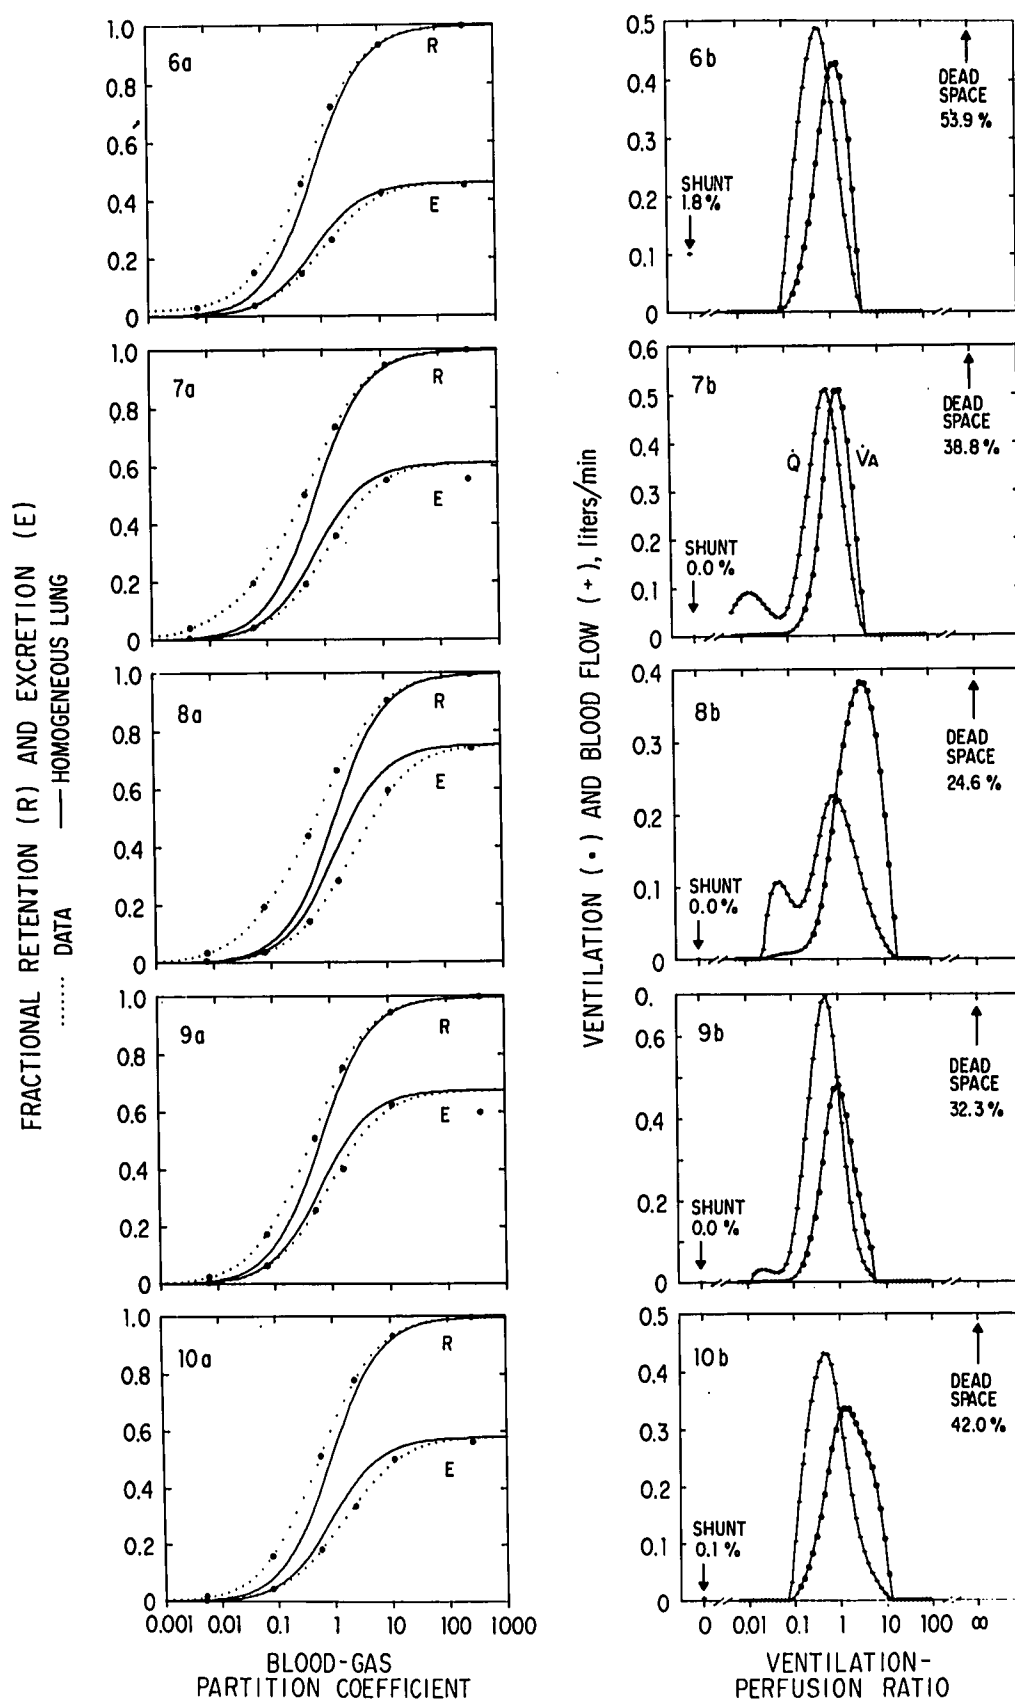 FRACTIONAL RETENTION (R) AND EXCRETION (E)
...... DATA —— HOMOGENEOUS LUNG
1.0
0.8
0.6
0.4
0.2
0
6a
R
E
1.0
0.8
0.6
0.4
0.2
0
7a
R
E
1.0
0.8
0.6
0.4
0.2
0
8a
R
E
1.0
0.8
0.6
0.4
0.2
0
9a
R
E
1.0
0.8
0.6
0.4
0.2
0
10a
R
E
0.001 0.01 0.1 1 10 100 1000
BLOOD-GAS
PARTITION COEFFICIENT
VENTILATION (•) AND BLOOD FLOW (+), liters/min
0.5
0.4
0.3
0.2
0.1
0
6b
SHUNT
1.8 %
DEAD
SPACE
53.9 %
0.6
0.5
0.4
0.3
0.2
0.1
0
7b
Q̇
V̇A
SHUNT
0.0 %
DEAD
SPACE
38.8 %
0.4
0.3
0.2
0.1
0
8b
SHUNT
0.0 %
DEAD
SPACE
24.6 %
0.
0.6
0.4
0.2
0
9b
SHUNT
0.0 %
DEAD
SPACE
32.3 %
0.5
0.4
0.3
0.2
0.1
0
10b
SHUNT
0.1 %
DEAD
SPACE
42.0 %
0 0.01 0.1 1 10 100 ∞
VENTILATION-
PERFUSION RATIO